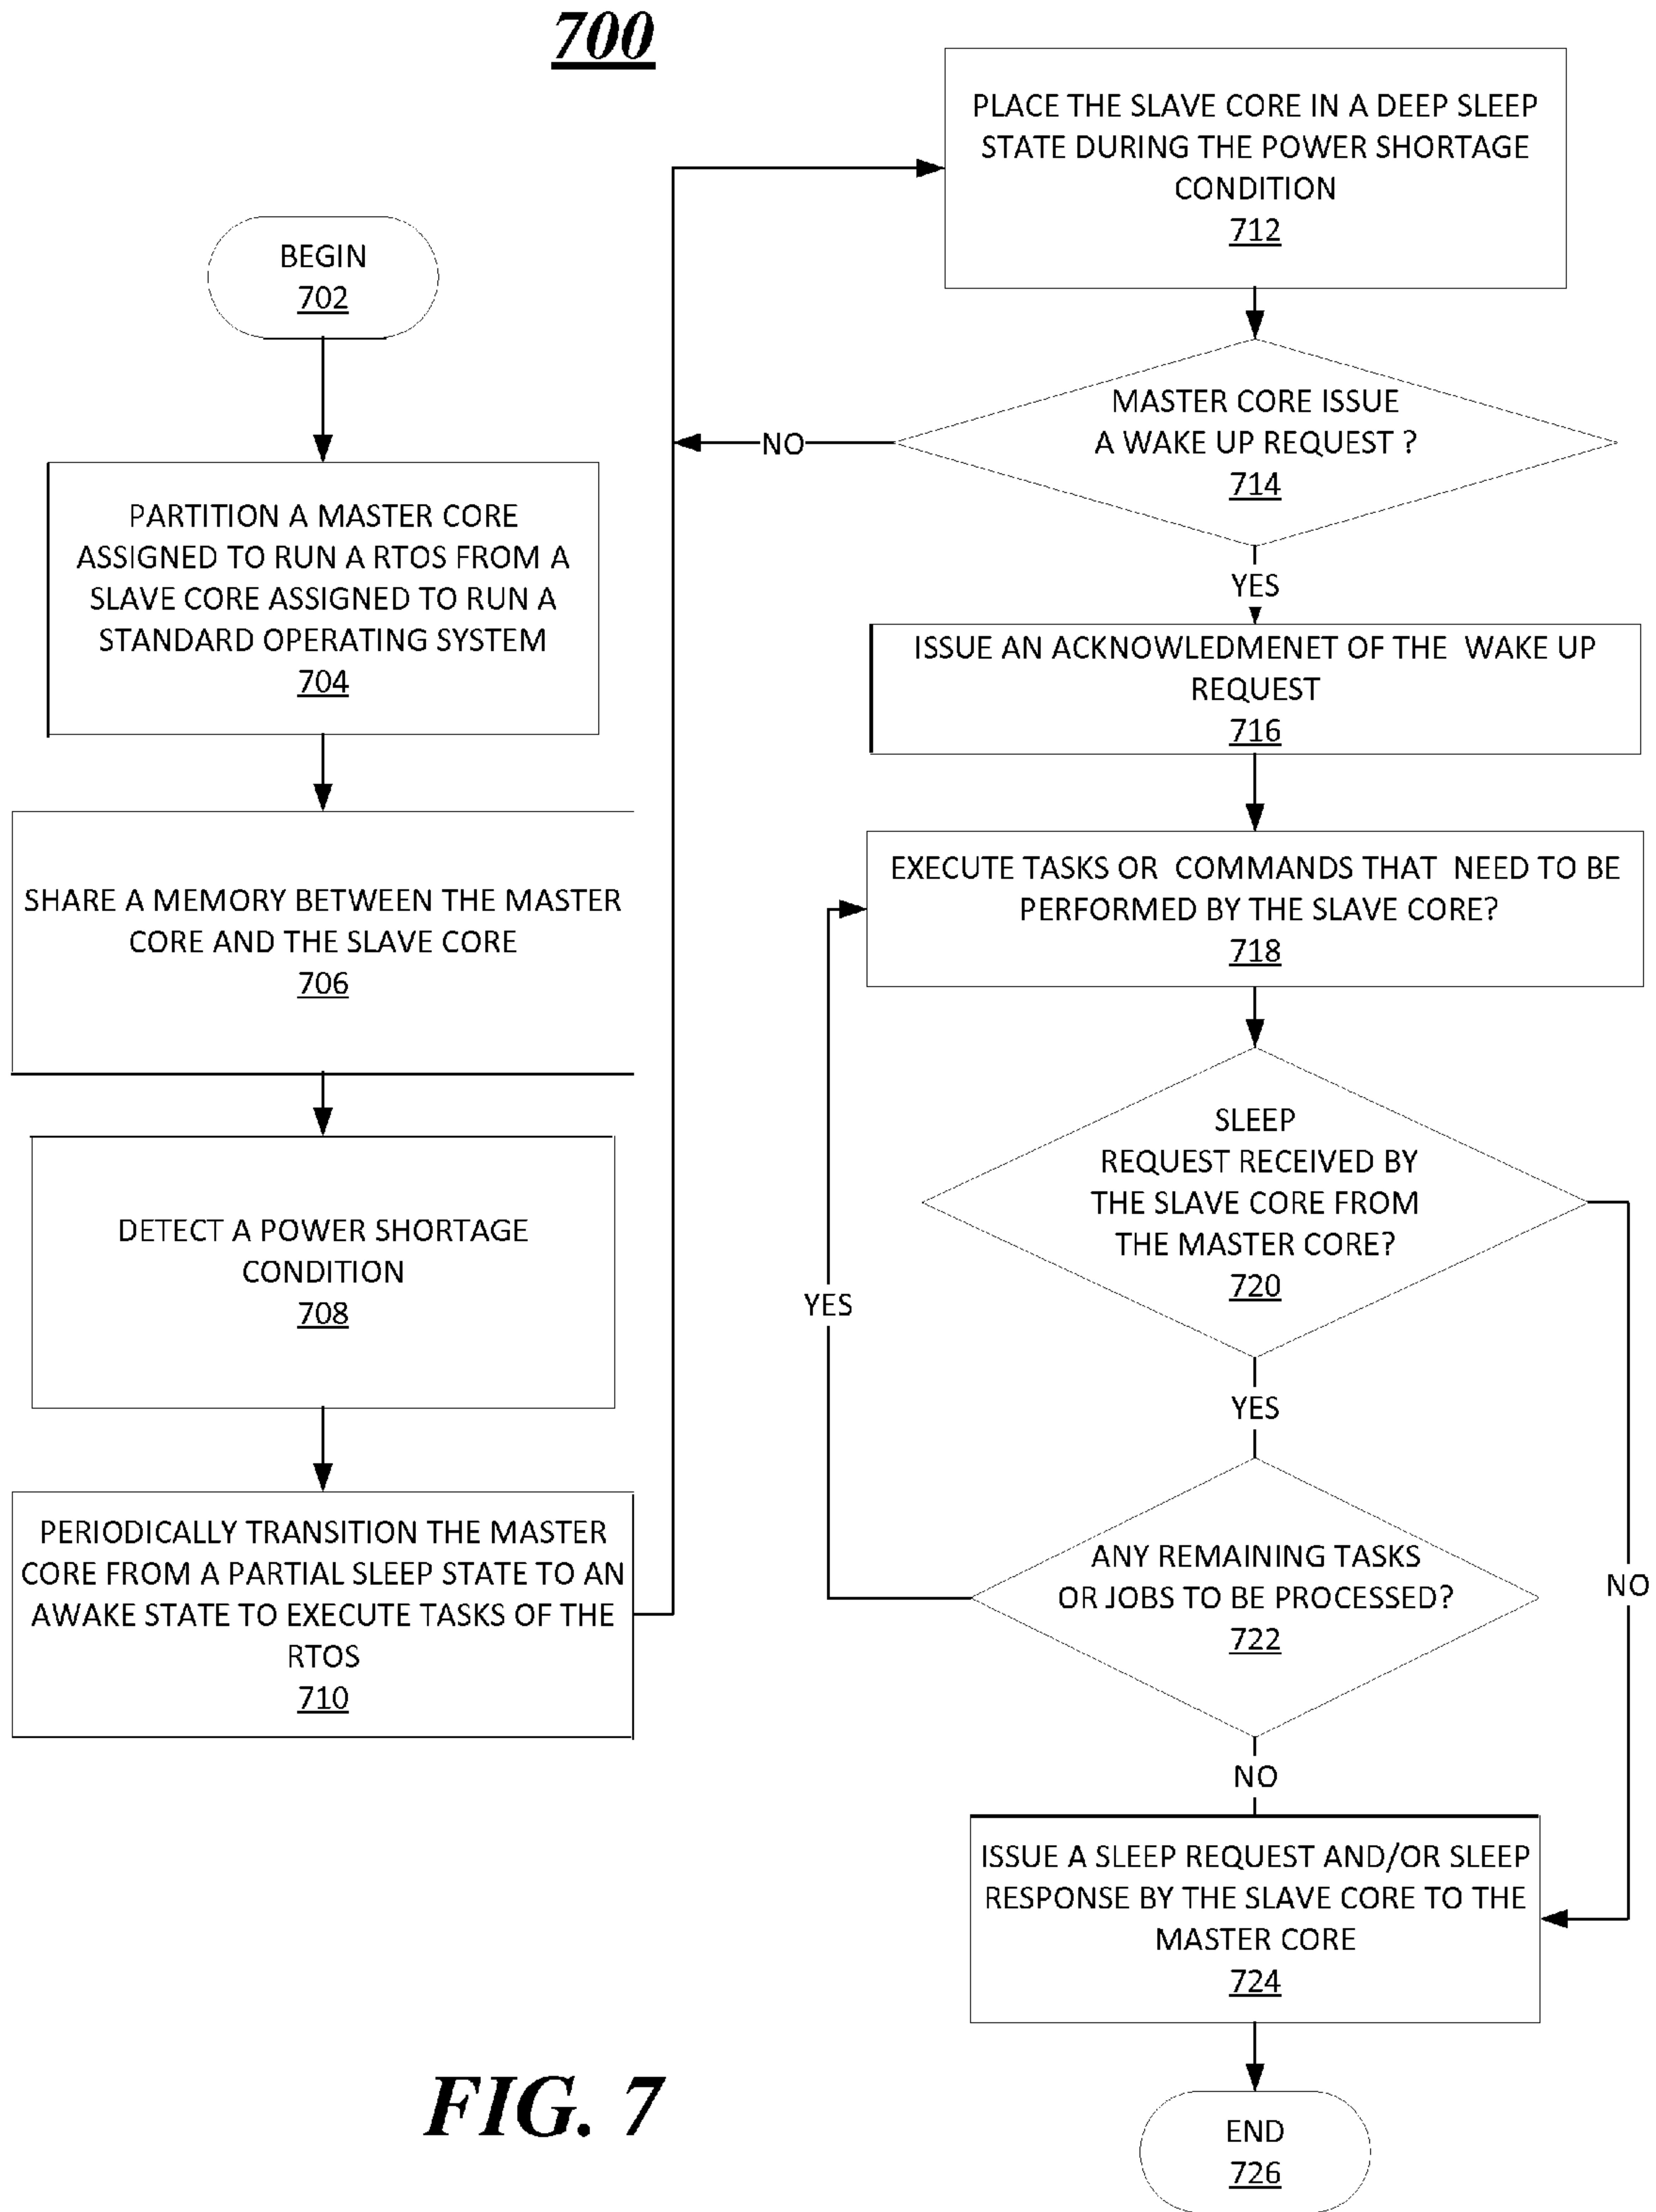 700
BEGIN
702
PARTITION A MASTER CORE
ASSIGNED TO RUN A RTOS FROM A
SLAVE CORE ASSIGNED TO RUN A
STANDARD OPERATING SYSTEM
704
SHARE A MEMORY BETWEEN THE MASTER
CORE AND THE SLAVE CORE
706
DETECT A POWER SHORTAGE
CONDITION
708
PERIODICALLY TRANSITION THE MASTER
CORE FROM A PARTIAL SLEEP STATE TO AN
AWAKE STATE TO EXECUTE TASKS OF THE
RTOS
710
PLACE THE SLAVE CORE IN A DEEP SLEEP
STATE DURING THE POWER SHORTAGE
CONDITION
712
MASTER CORE ISSUE
A WAKE UP REQUEST ?
714
NO
YES
ISSUE AN ACKNOWLEDMENET OF THE WAKE UP
REQUEST
716
EXECUTE TASKS OR COMMANDS THAT NEED TO BE
PERFORMED BY THE SLAVE CORE?
718
SLEEP
REQUEST RECEIVED BY
THE SLAVE CORE FROM
THE MASTER CORE?
720
YES
YES
ANY REMAINING TASKS
OR JOBS TO BE PROCESSED?
722
NO
NO
ISSUE A SLEEP REQUEST AND/OR SLEEP
RESPONSE BY THE SLAVE CORE TO THE
MASTER CORE
724
END
726
FIG. 7